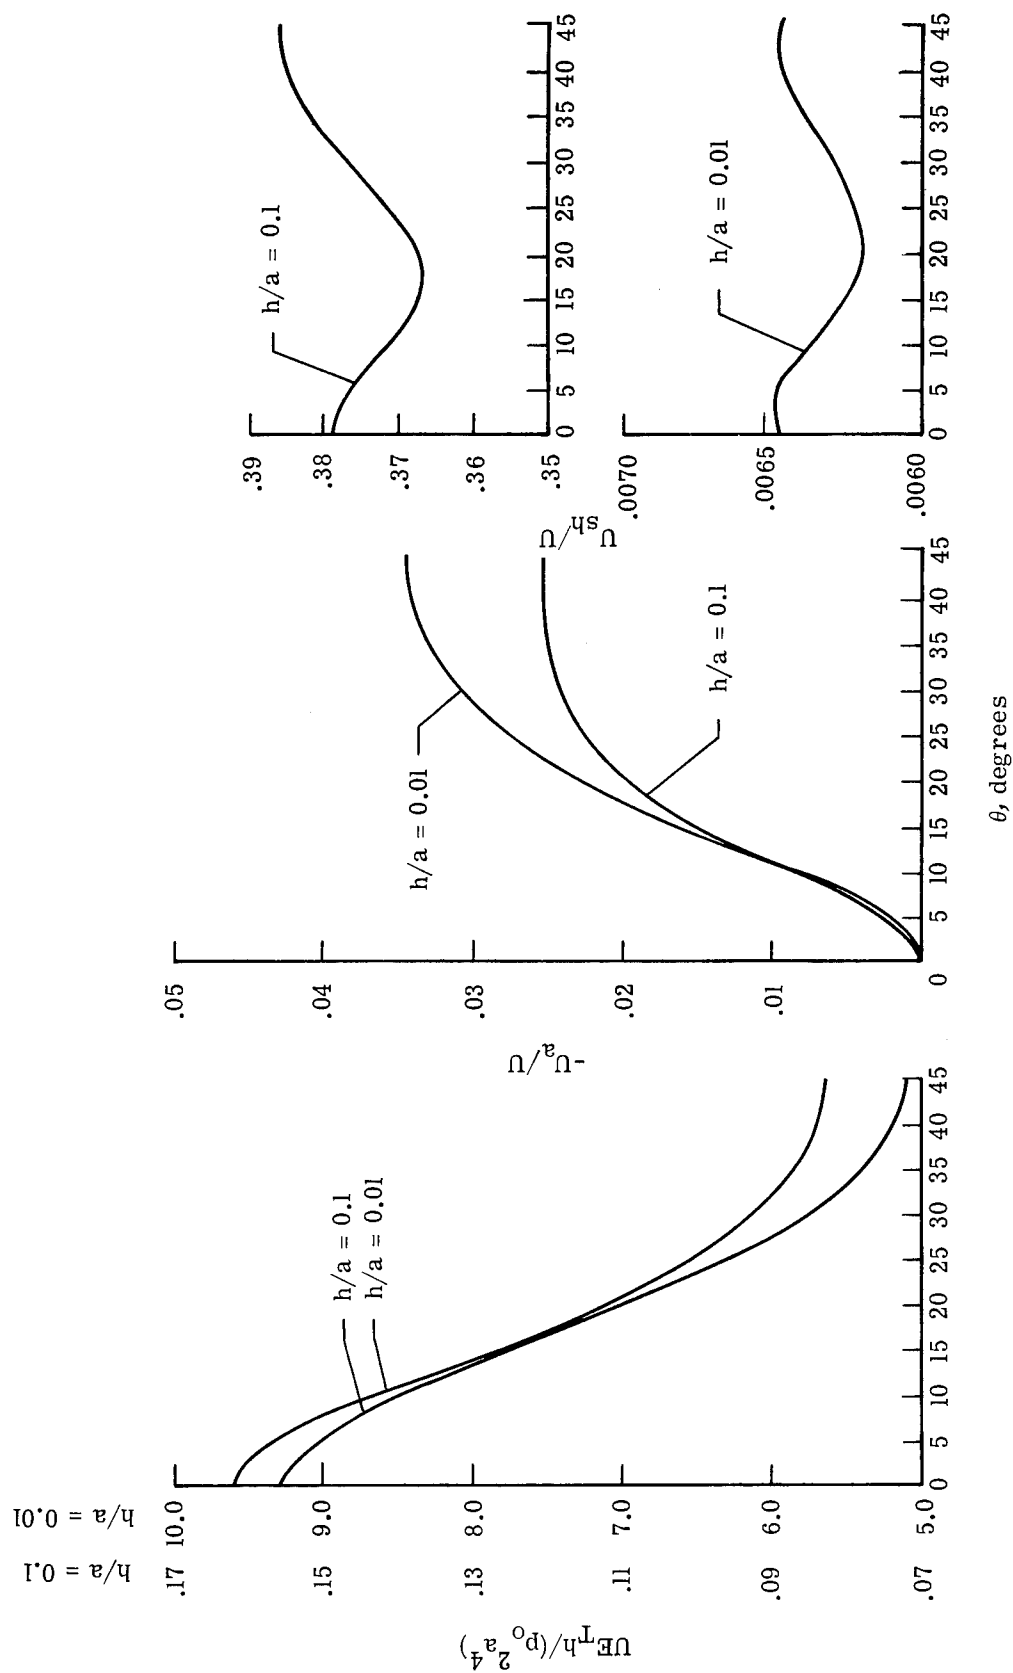 h/a = 0.1
h/a = 0.01
.17
10.0
.15
9.0
.13
8.0
.11
7.0
.09
6.0
.07
5.0
UE_T h/(p_o^2 a^4)
h/a = 0.1
h/a = 0.01
0 5 10 15 20 25 30 35 40 45
.05
.04
.03
.02
.01
-U_a/U
h/a = 0.01
h/a = 0.1
0 5 10 15 20 25 30 35 40 45
θ, degrees
.39
.38
.37
.36
.35
h/a = 0.1
0 5 10 15 20 25 30 35 40 45
U_sh/U
.0070
.0065
.0060
h/a = 0.01
0 5 10 15 20 25 30 35 40 45